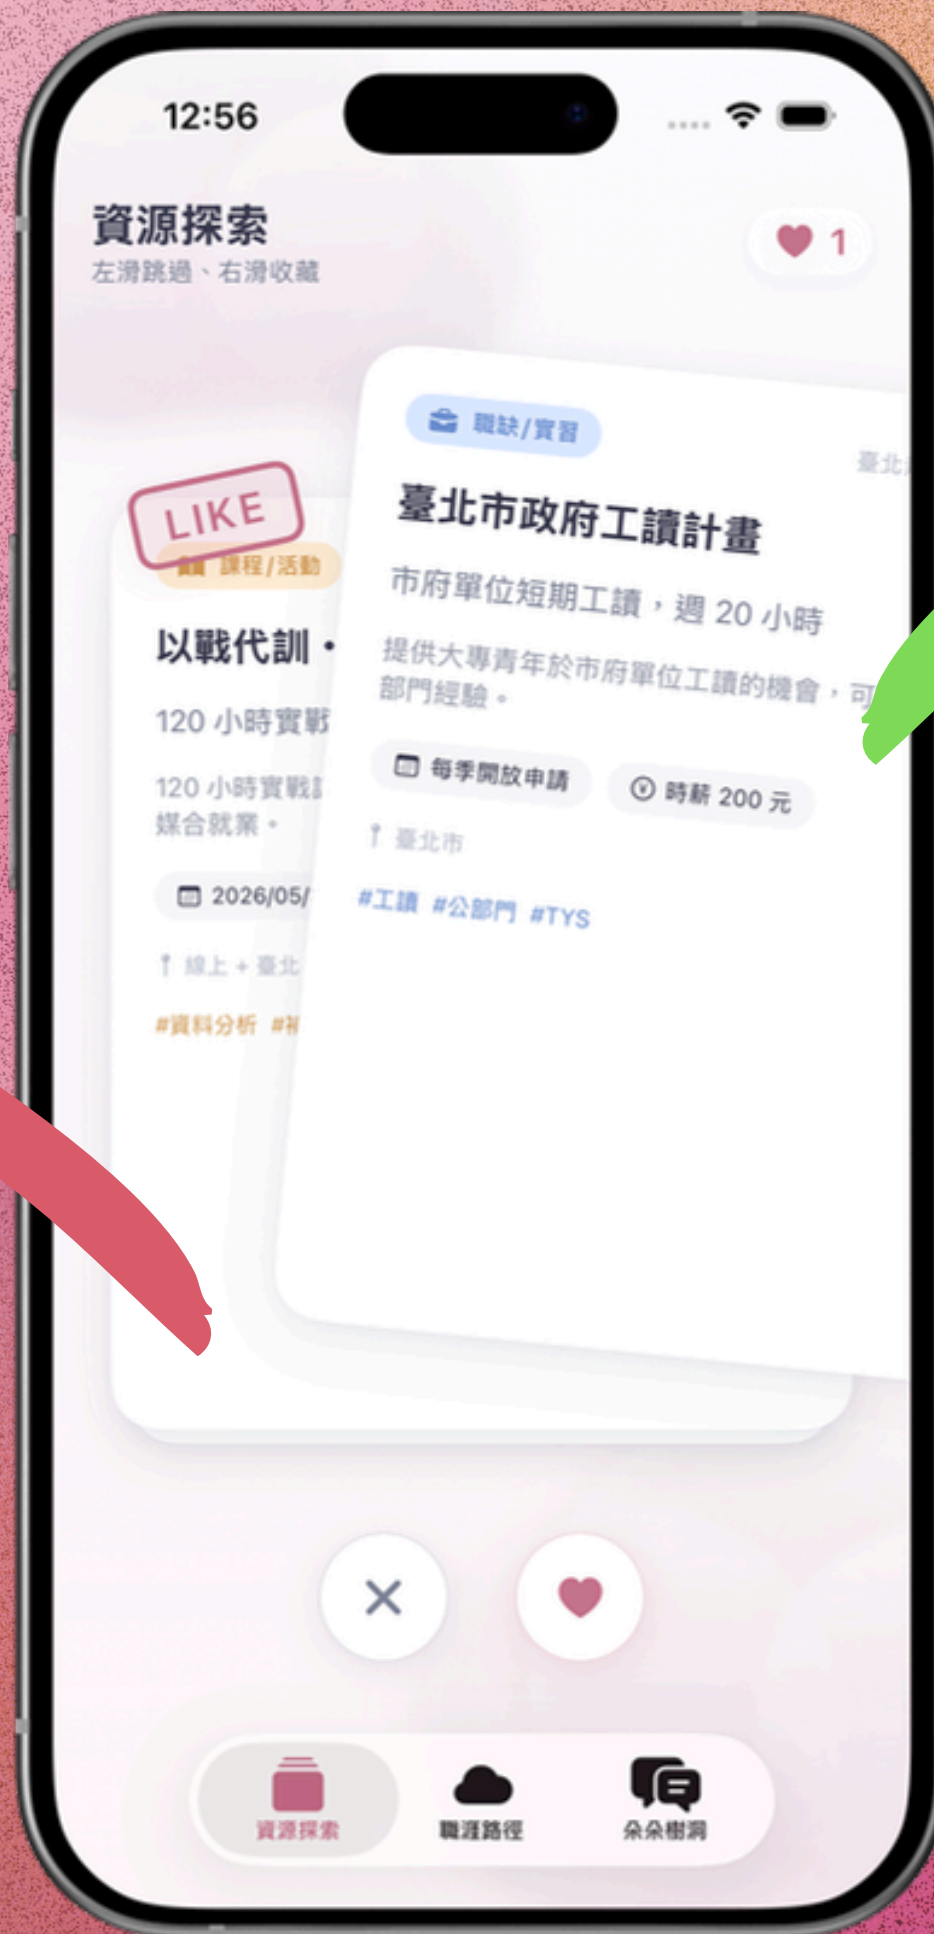 12:56
資源探索
1
左滑跳過、右滑收藏
職缺/實習
臺北
臺北市政府工讀計畫
市府單位短期工讀,週 20 小時
提供大專青年於市府單位工讀的機會,可
部門經驗。
每季開放申請
時薪 200 元
臺北市
#工讀 #公部門 #TYS
LIKE
課程/活動
以戰代訓・
120 小時實戰
120 小時實戰
媒合就業。
2026/05/
線上 + 臺北
#資料分析
資源探索
職涯路徑
朵朵樹洞